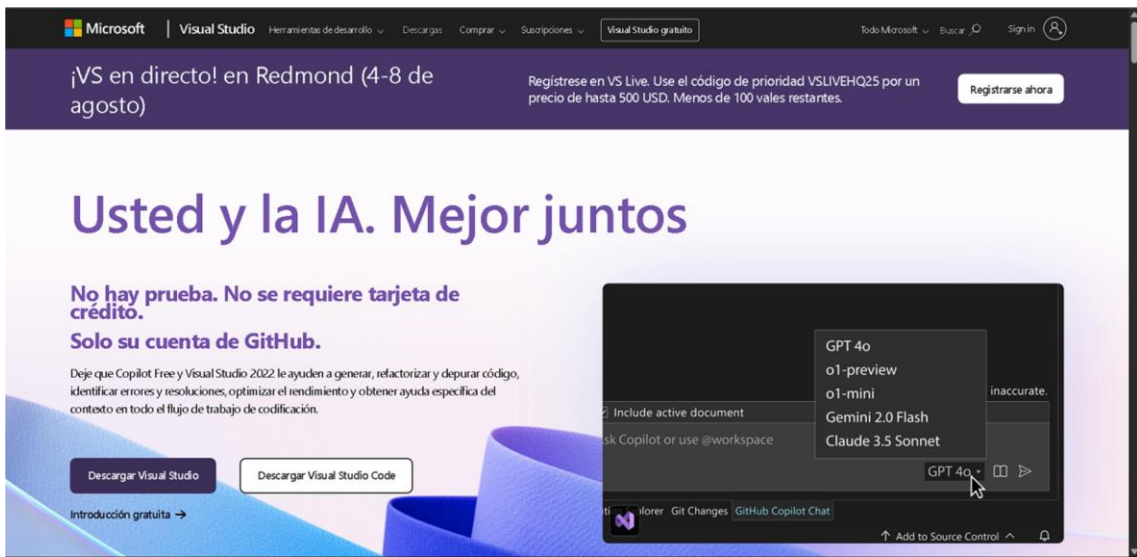 Microsoft
Visual Studio
Herramientas de desarrollo
Descargas
Comprar
Suscripciones
Visual Studio gratuito
Todo Microsoft
Buscar
Sign in
¡VS en directo! en Redmond (4-8 de
agosto)
Regístrese en VS Live. Use el código de prioridad VSLIVEHQ25 por un
precio de hasta 500 USD. Menos de 100 vales restantes.
Registrarse ahora
Usted y la IA. Mejor juntos
No hay prueba. No se requiere tarjeta de
crédito.
Solo su cuenta de GitHub.
Deje que Copilot Free y Visual Studio 2022 le ayuden a generar, refactorizar y depurar código,
identificar errores y resoluciones, optimizar el rendimiento y obtener ayuda específica del
contexto en todo el flujo de trabajo de codificación.
Descargar Visual Studio
Descargar Visual Studio Code
Introducción gratuita →
GPT 4o
o1-preview
o1-mini
Gemini 2.0 Flash
Claude 3.5 Sonnet
inaccurate.
Include active document
sk Copilot or use @workspace
GPT 4o
plorer Git Changes GitHub Copilot Chat
↑ Add to Source Control